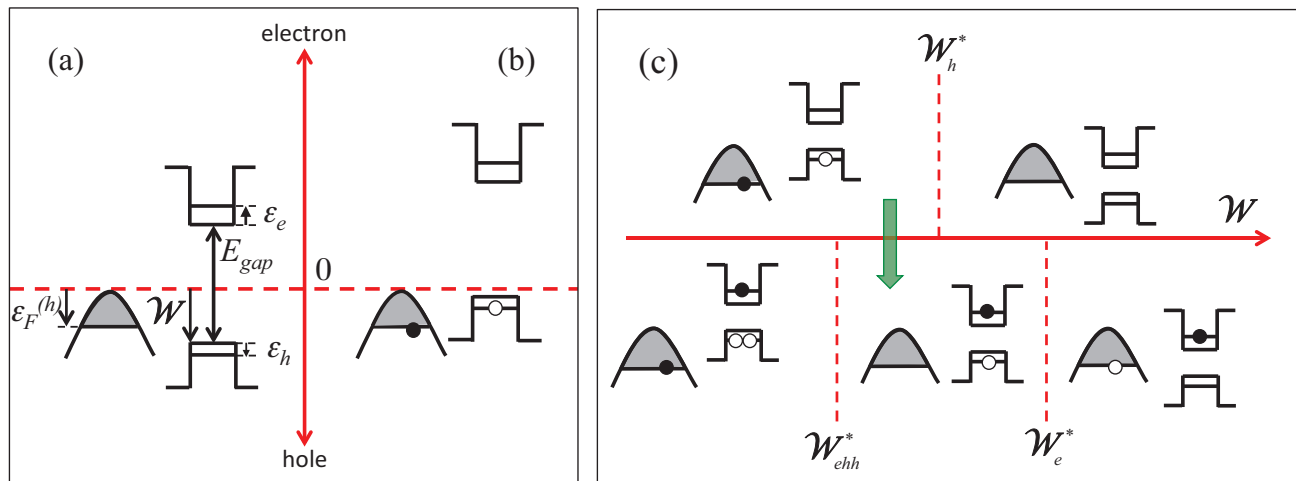 (a)
electron
(b)
ε_e
E_gap
0
ε_F^(h)
𝒲
ε_h
hole
(c)
𝒲_h^*
𝒲
𝒲_ehh^*
𝒲_e^*